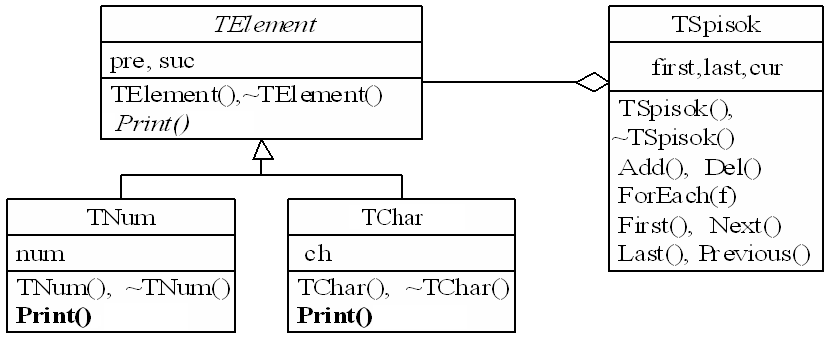 TElement
pre, suc
TElement(),~TElement()
Print()
TSpisok
first,last,cur
TSpisok(),
~TSpisok()
Add(), Del()
ForEach(f)
First(), Next()
Last(), Previous()
TNum
num
TNum(), ~TNum()
Print()
TChar
ch
TChar(), ~TChar()
Print()